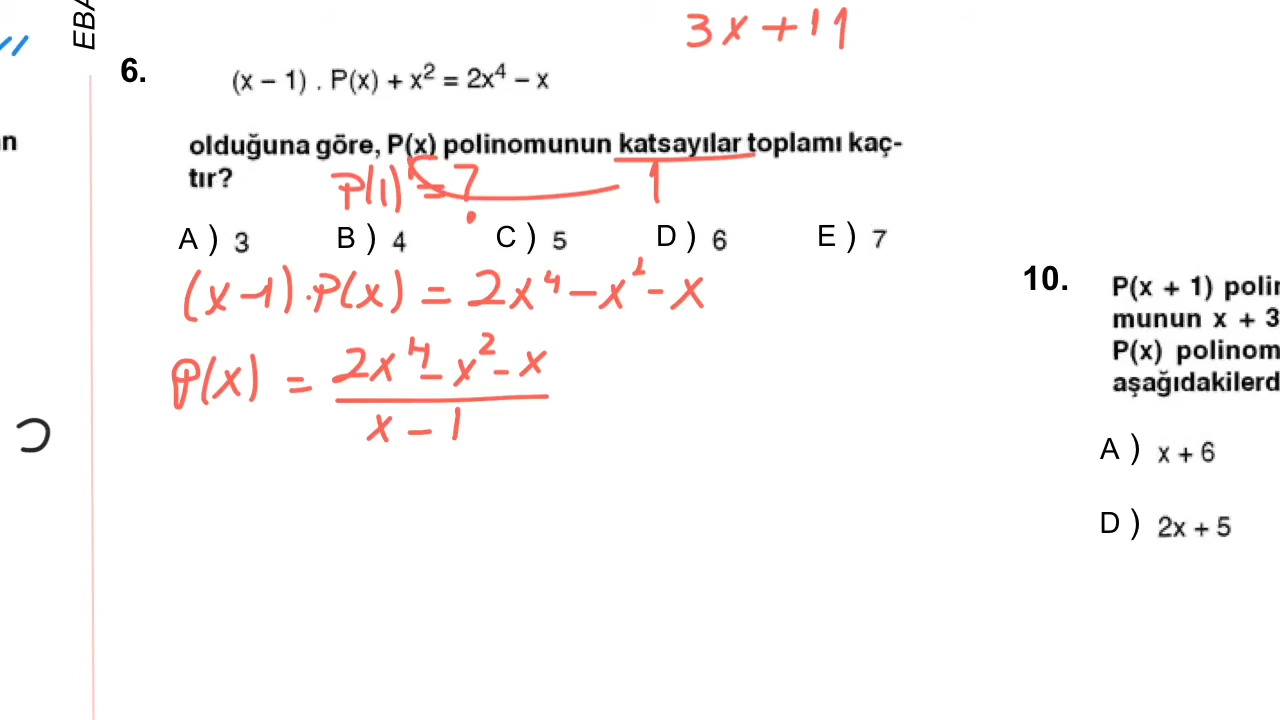 3x+11
EBA
6.
(x – 1) . P(x) + x² = 2x⁴ – x
olduğuna göre, P(x) polinomunun katsayılar toplamı kaç-
tır?
P(1) = ?
1
A ) 3 B ) 4 C ) 5 D ) 6 E ) 7
(x-1).P(x) = 2x⁴-x²-x
P(x) = 2x⁴-x²-x
x-1
10.
P(x + 1) polin
munun x + 3
P(x) polinom
aşağıdakilerd
A ) x + 6
D ) 2x + 5